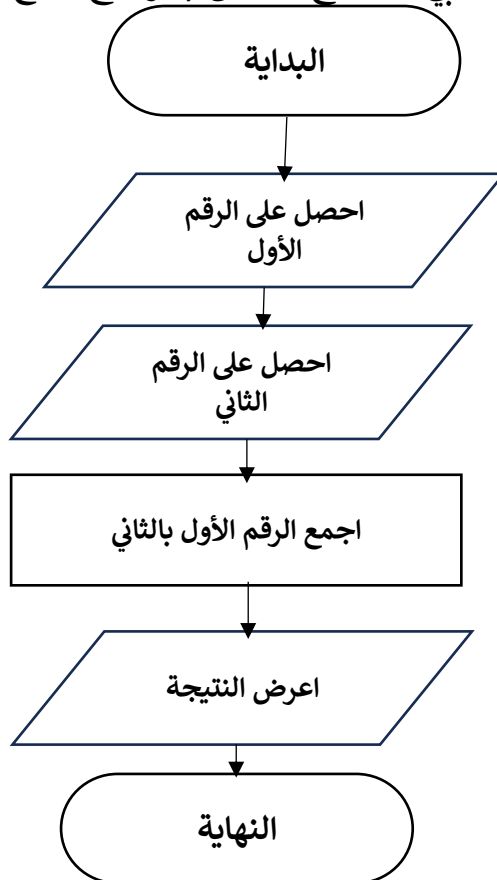 البداية
احصل على الرقم
الأول
احصل على الرقم
الثاني
اجمع الرقم الأول بالثاني
اعرض النتيجة
النهاية